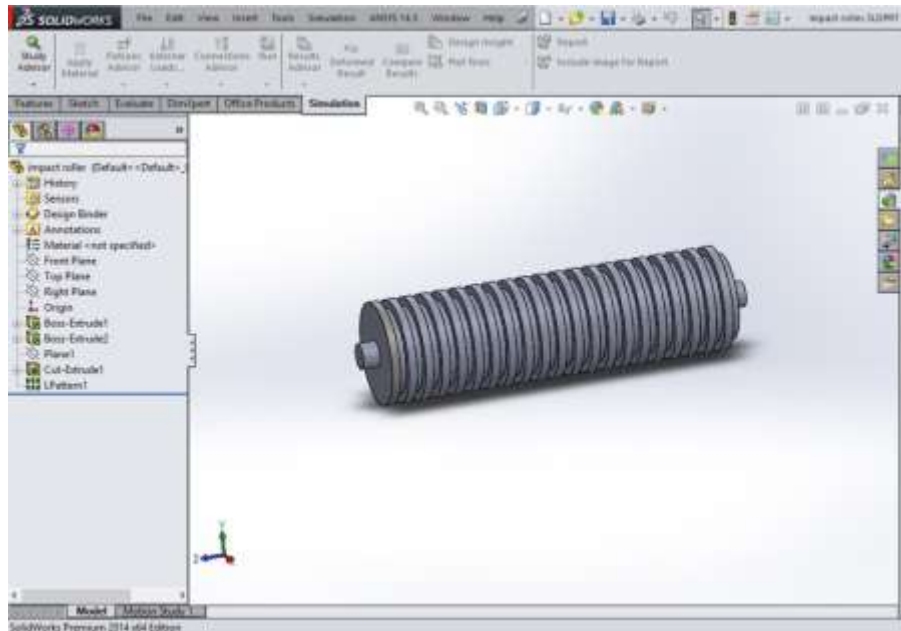 SOLIDWORKS File Edit View Insert Tools Simulation ANSYS 14.5 Window Help impact roller.SLDPRT
Study Advisor
Apply Material
Fixtures Advisor
External Loads...
Connections Advisor
Run
Results Advisor
Deformed Result
Compare Results
Design Insight
Plot Tools
Report
Include Image for Report
Features Sketch Evaluate DimXpert Office Products Simulation
impact roller (Default<<Default>_
History
Sensors
Design Binder
Annotations
Material <not specified>
Front Plane
Top Plane
Right Plane
Origin
Boss-Extrude1
Boss-Extrude2
Plane1
Cut-Extrude1
LPattern1
Y
Z
Model Motion Study 1
SolidWorks Premium 2014 x64 Edition